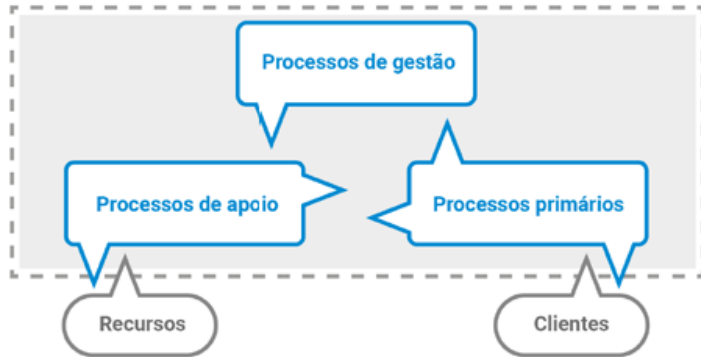 Processos de gestão
Processos de apoio
Processos primários
Recursos
Clientes